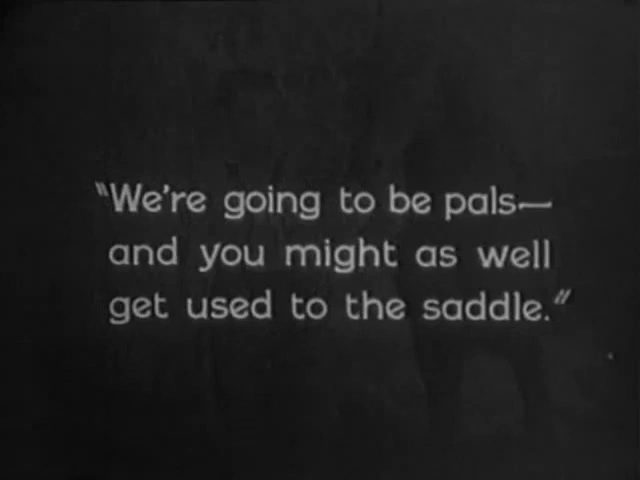 "We're going to be pals—
and you might as well
get used to the saddle."